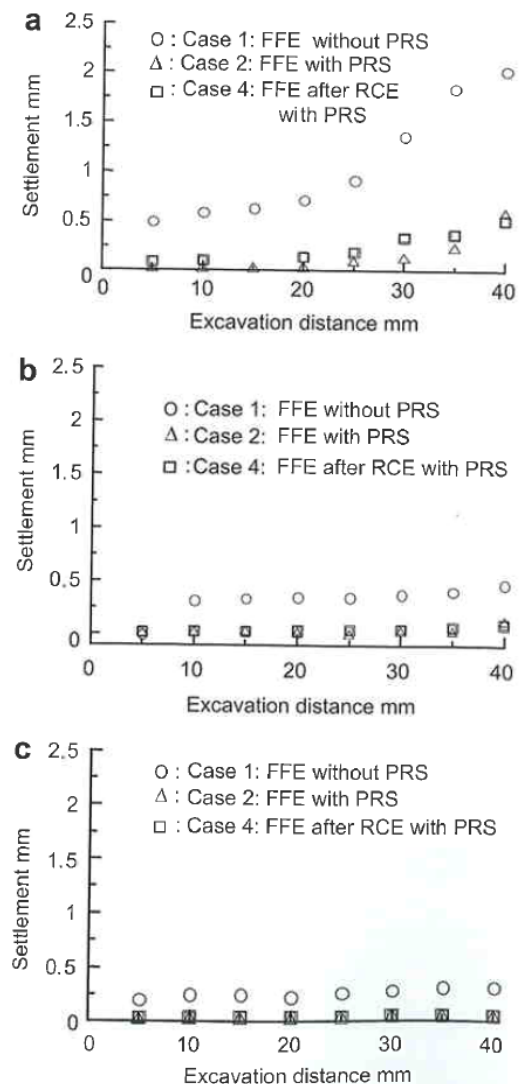 a
○ : Case 1: FFE without PRS
△ : Case 2: FFE with PRS
□ : Case 4: FFE after RCE
with PRS
2.5
2
1.5
1
0.5
0
Settlement mm
0 10 20 30 40
Excavation distance mm
b
○ : Case 1: FFE without PRS
△ : Case 2: FFE with PRS
□ : Case 4: FFE after RCE with PRS
2.5
2
1.5
1
0.5
0
Settlement mm
0 10 20 30 40
Excavation distance mm
c
○ : Case 1: FFE without PRS
△ : Case 2: FFE with PRS
□ : Case 4: FFE after RCE with PRS
2.5
2
1.5
1
0.5
0
Settlement mm
0 10 20 30 40
Excavation distance mm